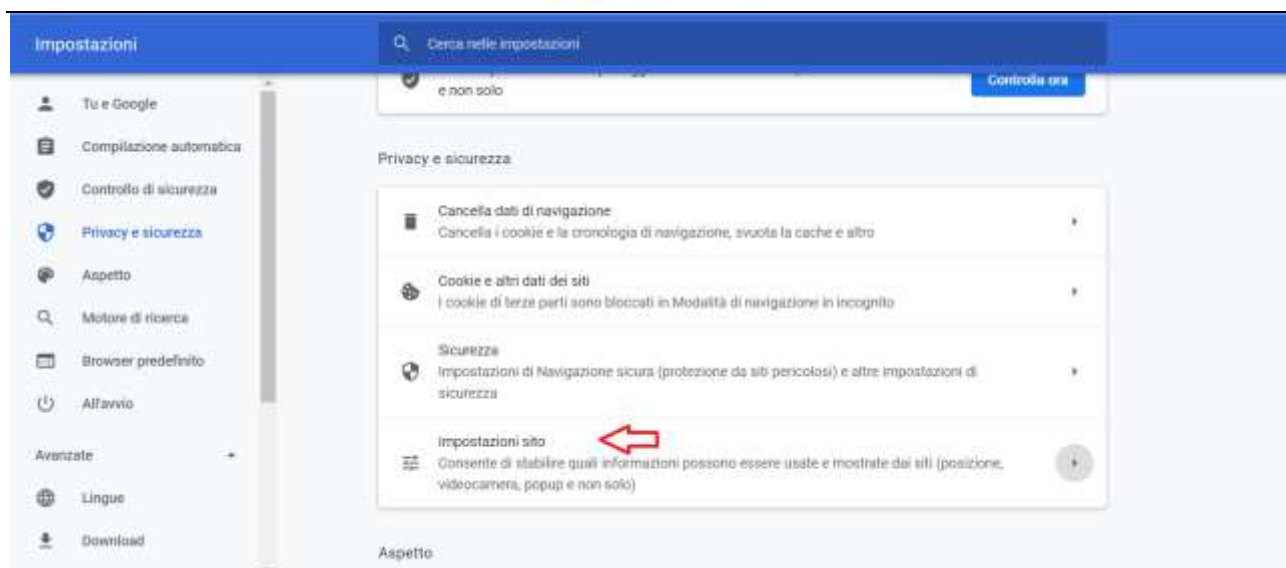 Impostazioni
Cerca nelle impostazioni
Tu e Google
Compilazione automatica
Controllo di sicurezza
Privacy e sicurezza
Aspetto
Motore di ricerca
Browser predefinito
All'avvio
Avanzate
Lingue
Download
e non solo
Controlla ora
Privacy e sicurezza
Cancella dati di navigazione
Cancella i cookie e la cronologia di navigazione, svuota la cache e altro
Cookie e altri dati dei siti
I cookie di terze parti sono bloccati in Modalità di navigazione in incognito
Sicurezza
Impostazioni di Navigazione sicura (protezione da siti pericolosi) e altre impostazioni di
sicurezza
Impostazioni sito
Consente di stabilire quali informazioni possono essere usate e mostrate dai siti (posizione,
videocamera, popup e non solo)
Aspetto